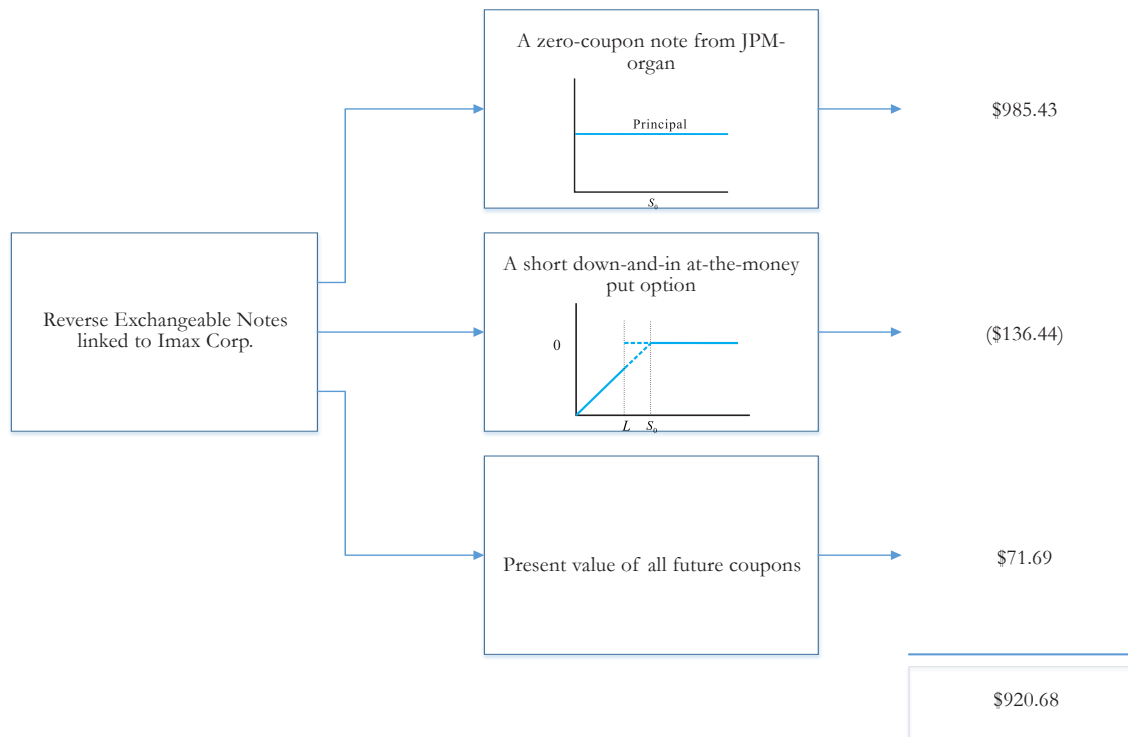 A zero-coupon note from JPM-
organ
Principal
S₀
$985.43
Reverse Exchangeable Notes
linked to Imax Corp.
A short down-and-in at-the-money
put option
0
L S₀
($136.44)
Present value of all future coupons
$71.69
$920.68